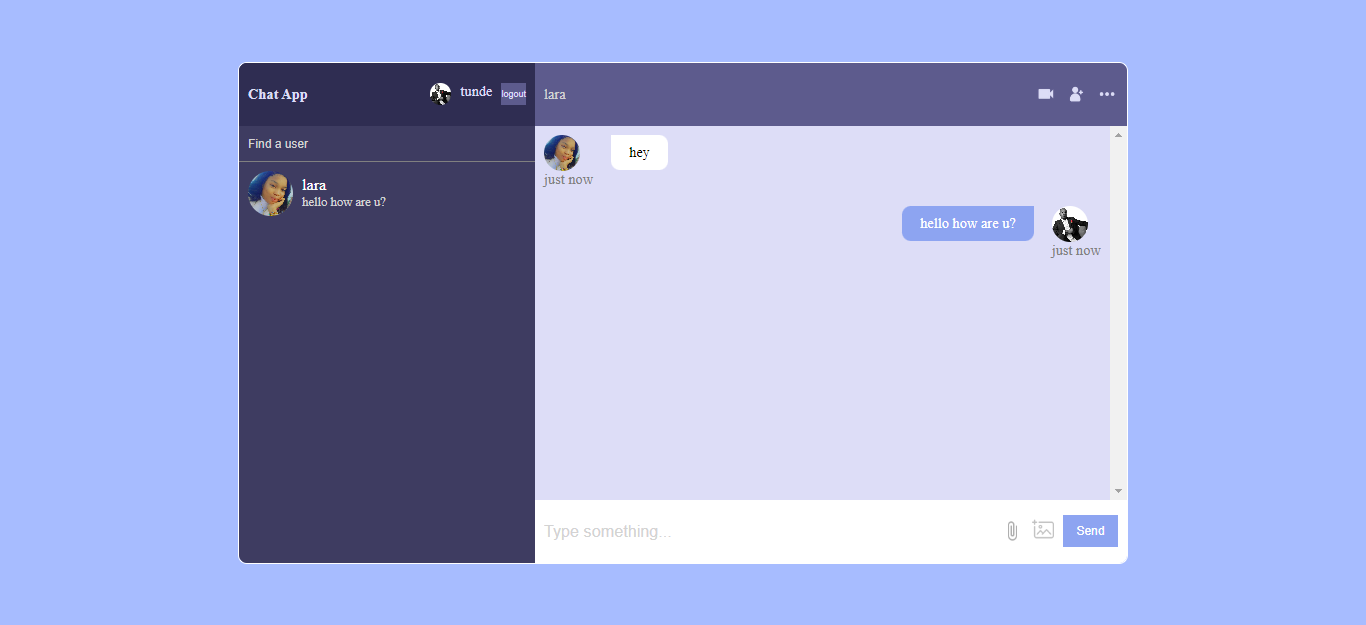 Chat App
tunde
logout
Find a user
lara
hello how are u?
lara
hey
just now
hello how are u?
just now
Type something...
Send